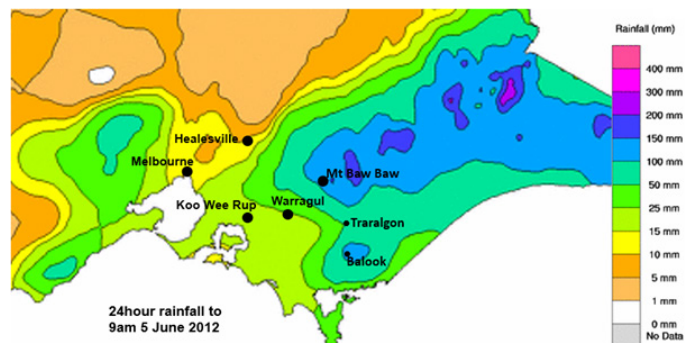 Rainfall (mm)
400 mm
300 mm
200 mm
150 mm
100 mm
50 mm
25 mm
15 mm
10 mm
5 mm
1 mm
0 mm
No Data
Healesville
Melbourne
Mt Baw Baw
Koo Wee Rup
Warragul
Traralgon
Balook
24hour rainfall to
9am 5 June 2012